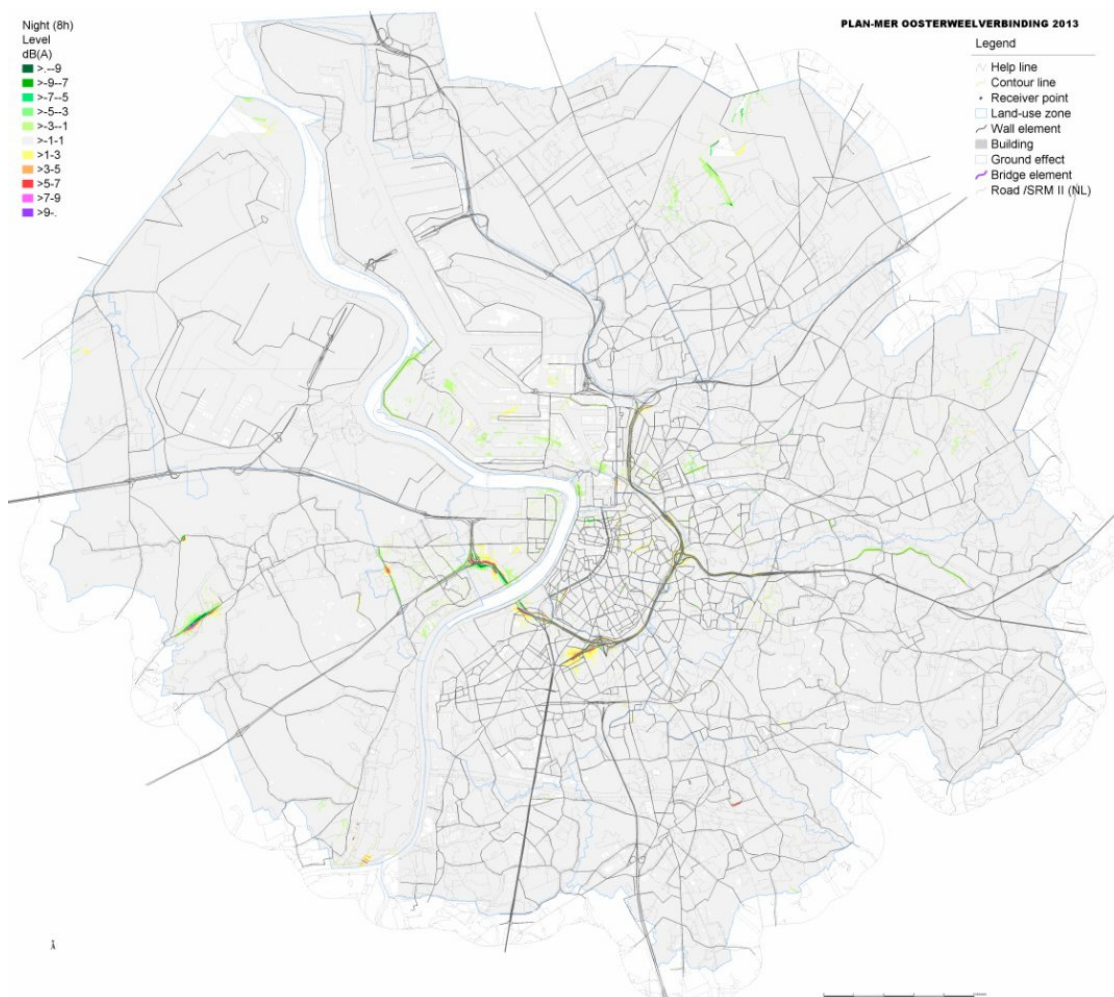 Night (8h)
Level
dB(A)
>.--9
>-9--7
>-7--5
>-5--3
>-3--1
>-1-1
>1-3
>3-5
>5-7
>7-9
>9-.
PLAN-MER OOSTERWEELVERBINDING 2013
Legend
Help line
Contour line
Receiver point
Land-use zone
Wall element
Building
Ground effect
Bridge element
Road /SRM II (NL)